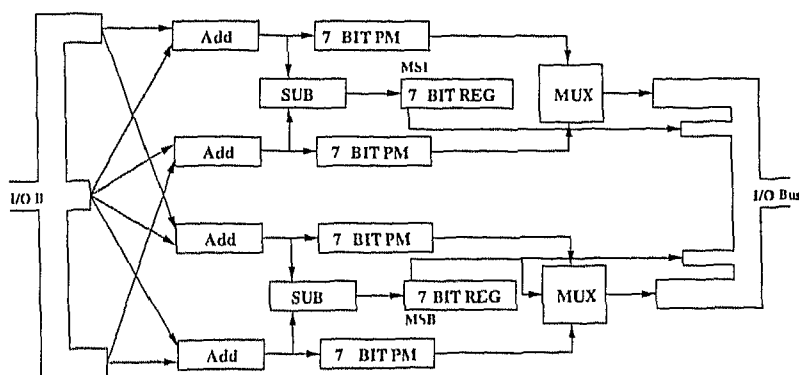 Add
7 BIT PM
MSB
SUB
7 BIT REG
MUX
Add
7 BIT PM
I/O B
I/O Bus
Add
7 BIT PM
SUB
7 BIT REG
MUX
MSB
Add
7 BIT PM